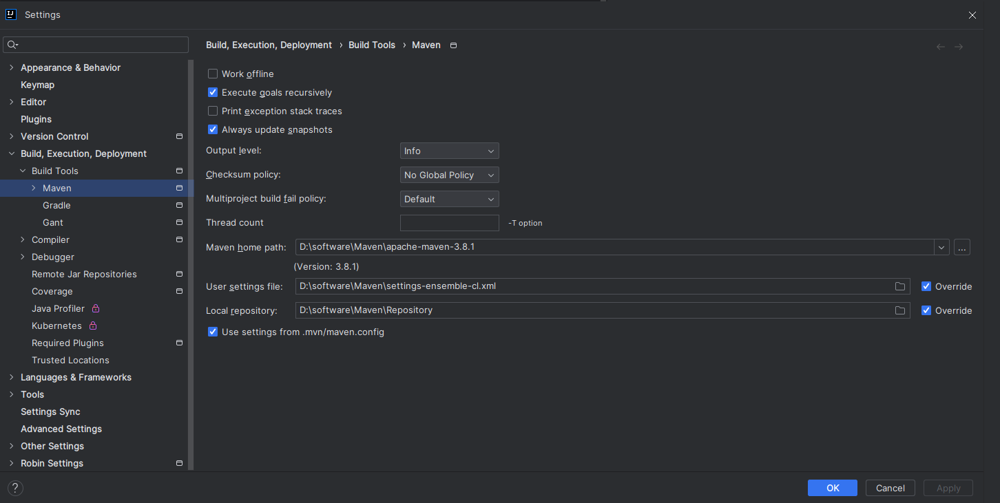 Settings
Appearance & Behavior
Keymap
Editor
Plugins
Version Control
Build, Execution, Deployment
Build Tools
Maven
Gradle
Gant
Compiler
Debugger
Remote Jar Repositories
Coverage
Java Profiler
Kubernetes
Required Plugins
Trusted Locations
Languages & Frameworks
Tools
Settings Sync
Advanced Settings
Other Settings
Robin Settings
Build, Execution, Deployment › Build Tools › Maven
Work offline
Execute goals recursively
Print exception stack traces
Always update snapshots
Output level: Info
Checksum policy: No Global Policy
Multiproject build fail policy: Default
Thread count -T option
Maven home path: D:\software\Maven\apache-maven-3.8.1 ...
(Version: 3.8.1)
User settings file: D:\software\Maven\settings-ensemble-cl.xml Override
Local repository: D:\software\Maven\Repository Override
Use settings from .mvn/maven.config
? OK Cancel Apply